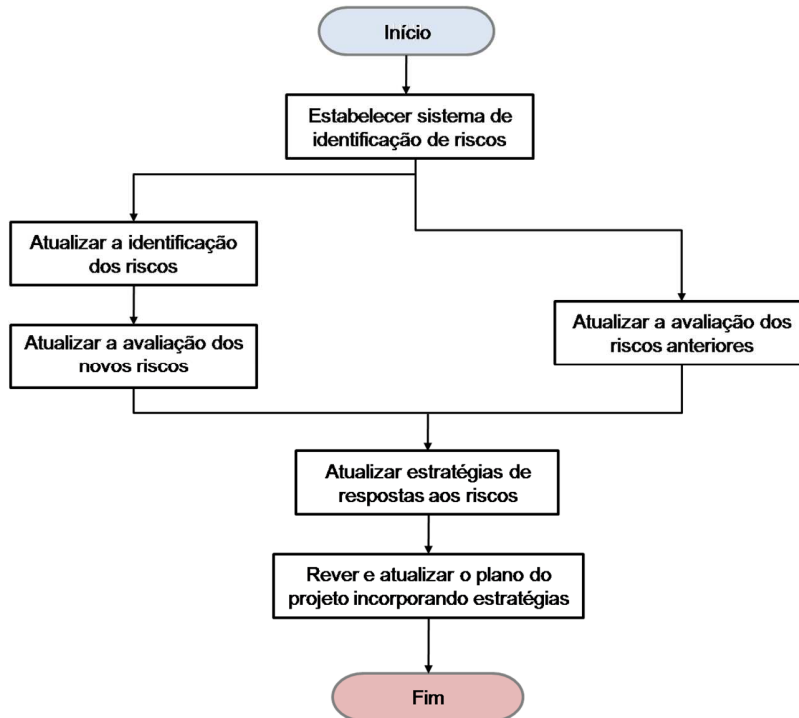 Início
Estabelecer sistema de
identificação de riscos
Atualizar a identificação
dos riscos
Atualizar a avaliação dos
novos riscos
Atualizar a avaliação dos
riscos anteriores
Atualizar estratégias de
respostas aos riscos
Rever e atualizar o plano do
projeto incorporando estratégias
Fim